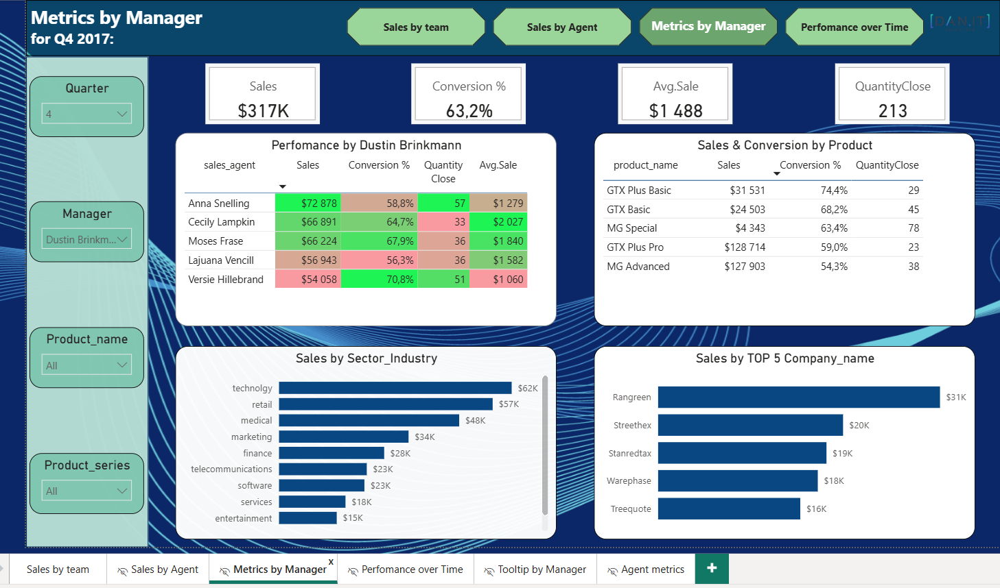 Metrics by Manager
for Q4 2017:
Sales by team
Sales by Agent
Metrics by Manager
Perfomance over Time
[DAN.IT]
Quarter
4
Manager
Dustin Brinkm...
Product_name
All
Product_series
All
Sales
$317K
Conversion %
63,2%
Avg.Sale
$1 488
QuantityClose
213
Perfomance by Dustin Brinkmann
sales_agent Sales Conversion % Quantity Close Avg.Sale
Anna Snelling $72 878 58,8% 57 $1 279
Cecily Lampkin $66 891 64,7% 33 $2 027
Moses Frase $66 224 67,9% 36 $1 840
Lajuana Vencill $56 943 56,3% 36 $1 582
Versie Hillebrand $54 058 70,8% 51 $1 060
Sales & Conversion by Product
product_name Sales Conversion % QuantityClose
GTX Plus Basic $31 531 74,4% 29
GTX Basic $24 503 68,2% 45
MG Special $4 343 63,4% 78
GTX Plus Pro $128 714 59,0% 23
MG Advanced $127 903 54,3% 38
Sales by Sector_Industry
technolgy $62K
retail $57K
medical $48K
marketing $34K
finance $28K
telecommunications $23K
software $23K
services $18K
entertainment $15K
Sales by TOP 5 Company_name
Rangreen $31K
Streethex $20K
Stanredtax $19K
Warephase $18K
Treequote $16K
Sales by team
Sales by Agent
Metrics by Manager x
Perfomance over Time
Tooltip by Manager
Agent metrics
+